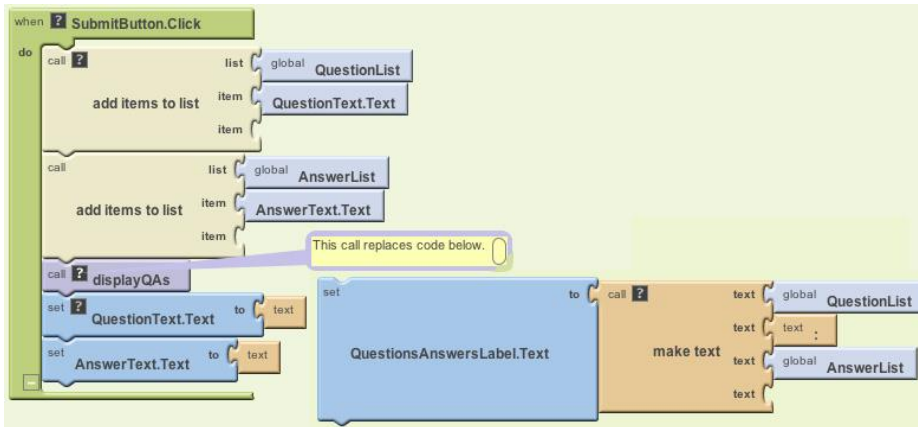 when ? SubmitButton.Click
do
call ? list global QuestionList
add items to list item QuestionText.Text
item
call list global AnswerList
add items to list item AnswerText.Text
item
This call replaces code below.
call ? displayQAs
set ? QuestionText.Text to text
set AnswerText.Text to text
set QuestionsAnswersLabel.Text to call ? make text
text global QuestionList
text text :
text global AnswerList
text